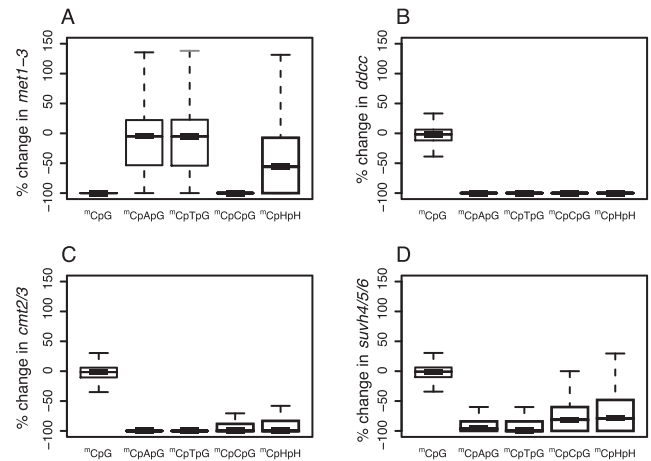 A
% change in met1−3
150
100
50
0
−50
−100
mCpG mCpApG mCpTpG mCpCpG mCpHpH
B
% change in ddcc
150
100
50
0
−50
−100
mCpG mCpApG mCpTpG mCpCpG mCpHpH
C
% change in cmt2/3
150
100
50
0
−50
−100
mCpG mCpApG mCpTpG mCpCpG mCpHpH
D
% change in suvh4/5/6
150
100
50
0
−50
−100
mCpG mCpApG mCpTpG mCpCpG mCpHpH